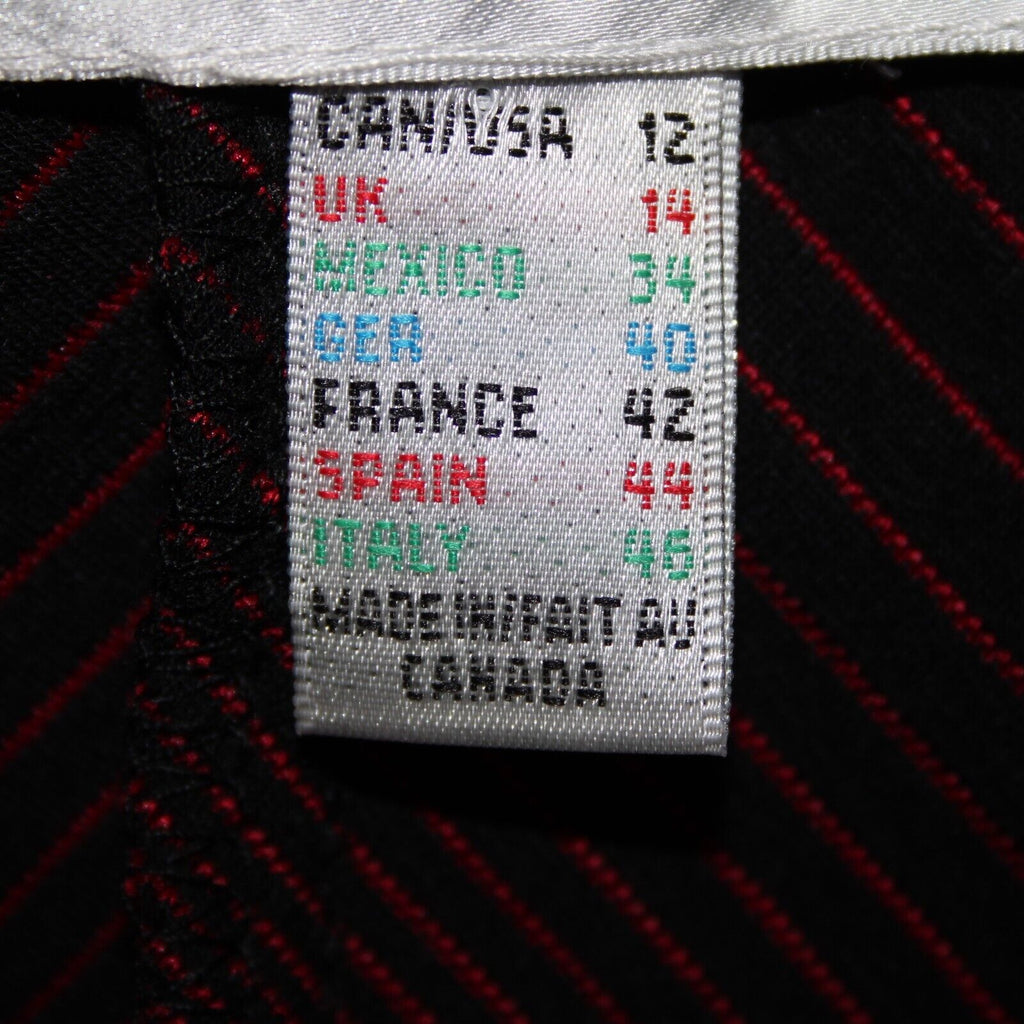 CAN/USA 12
UK 14
MEXICO 34
GER 40
FRANCE 42
SPAIN 44
ITALY 46
MADE IN/FAIT AU
CANADA